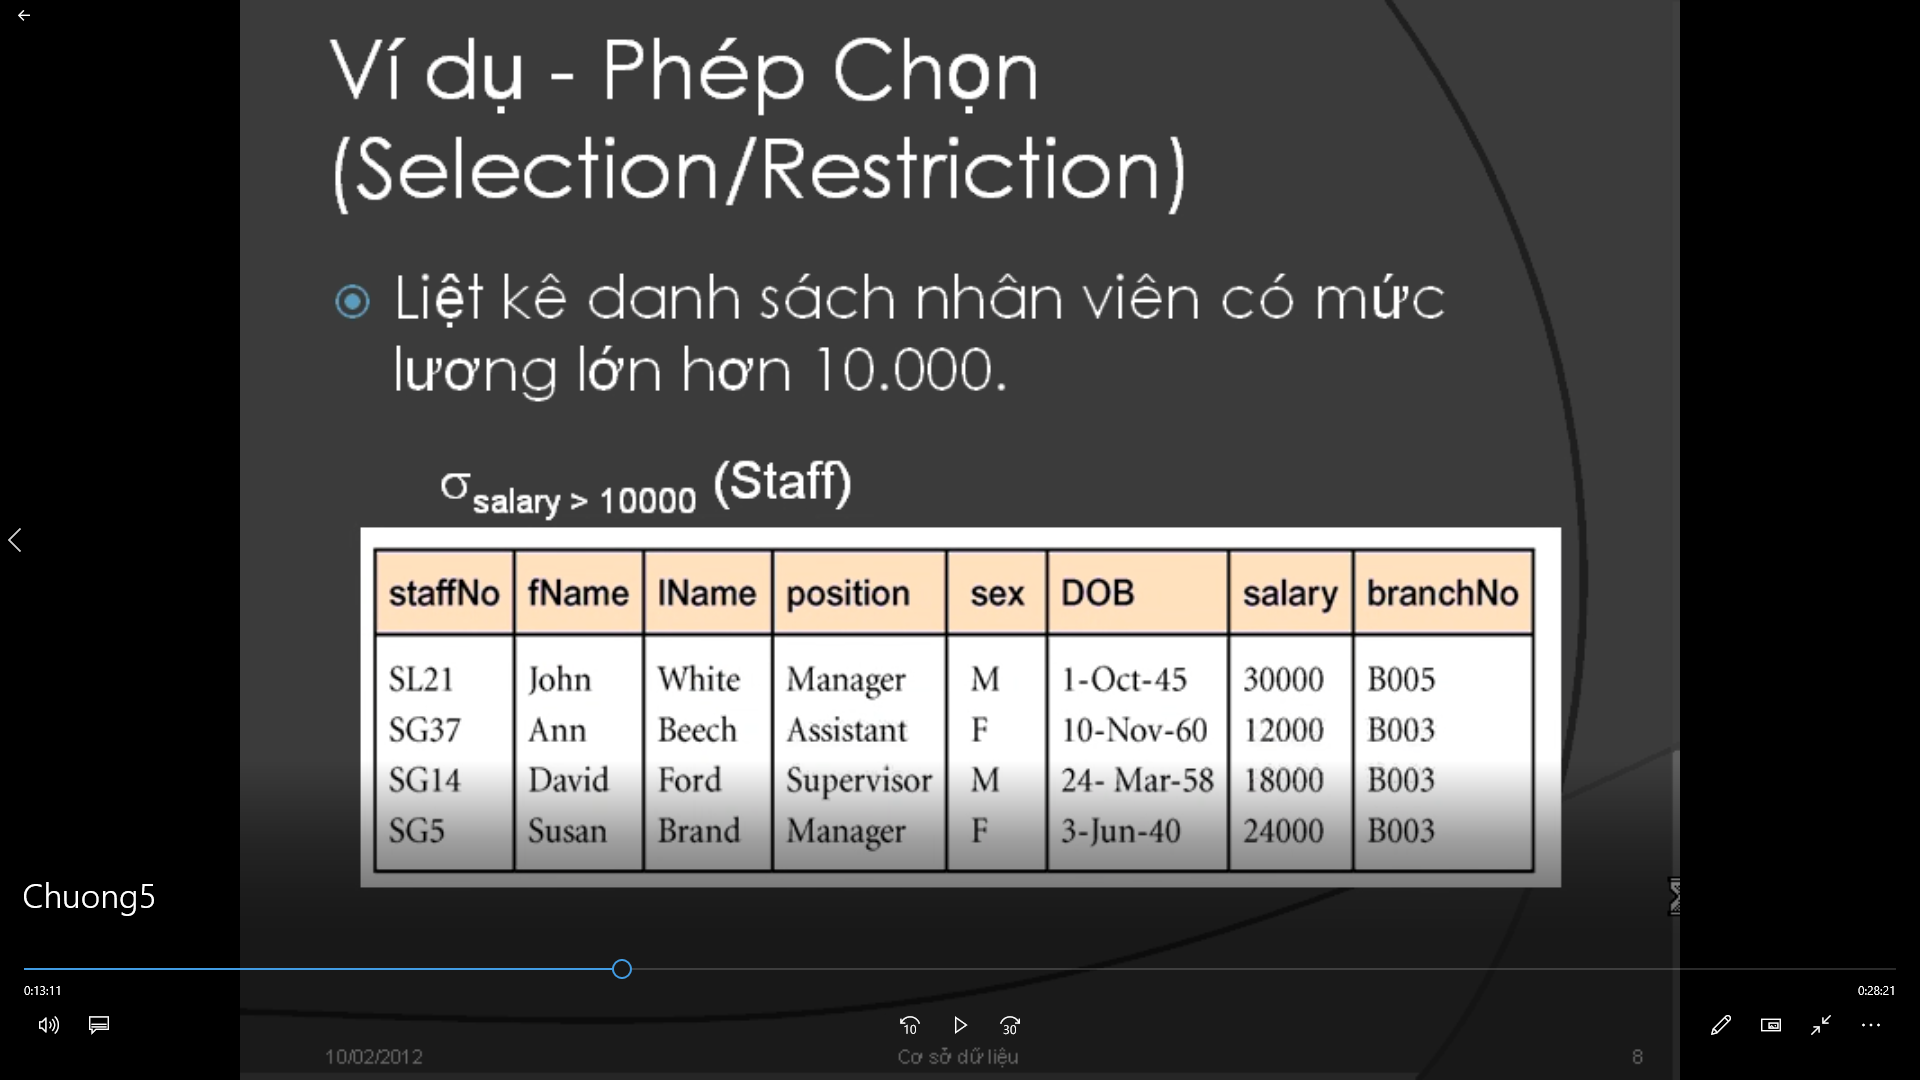 Ví dụ - Phép Chọn
(Selection/Restriction)
Liệt kê danh sách nhân viên có mức
lương lớn hơn 10.000.
σsalary > 10000 (Staff)
staffNo fName lName position sex DOB salary branchNo
SL21 John White Manager M 1-Oct-45 30000 B005
SG37 Ann Beech Assistant F 10-Nov-60 12000 B003
SG14 David Ford Supervisor M 24- Mar-58 18000 B003
SG5 Susan Brand Manager F 3-Jun-40 24000 B003
Chuong5
0:13:11 0:28:21
10 30
10/02/2012 Cơ sở dữ liệu 8